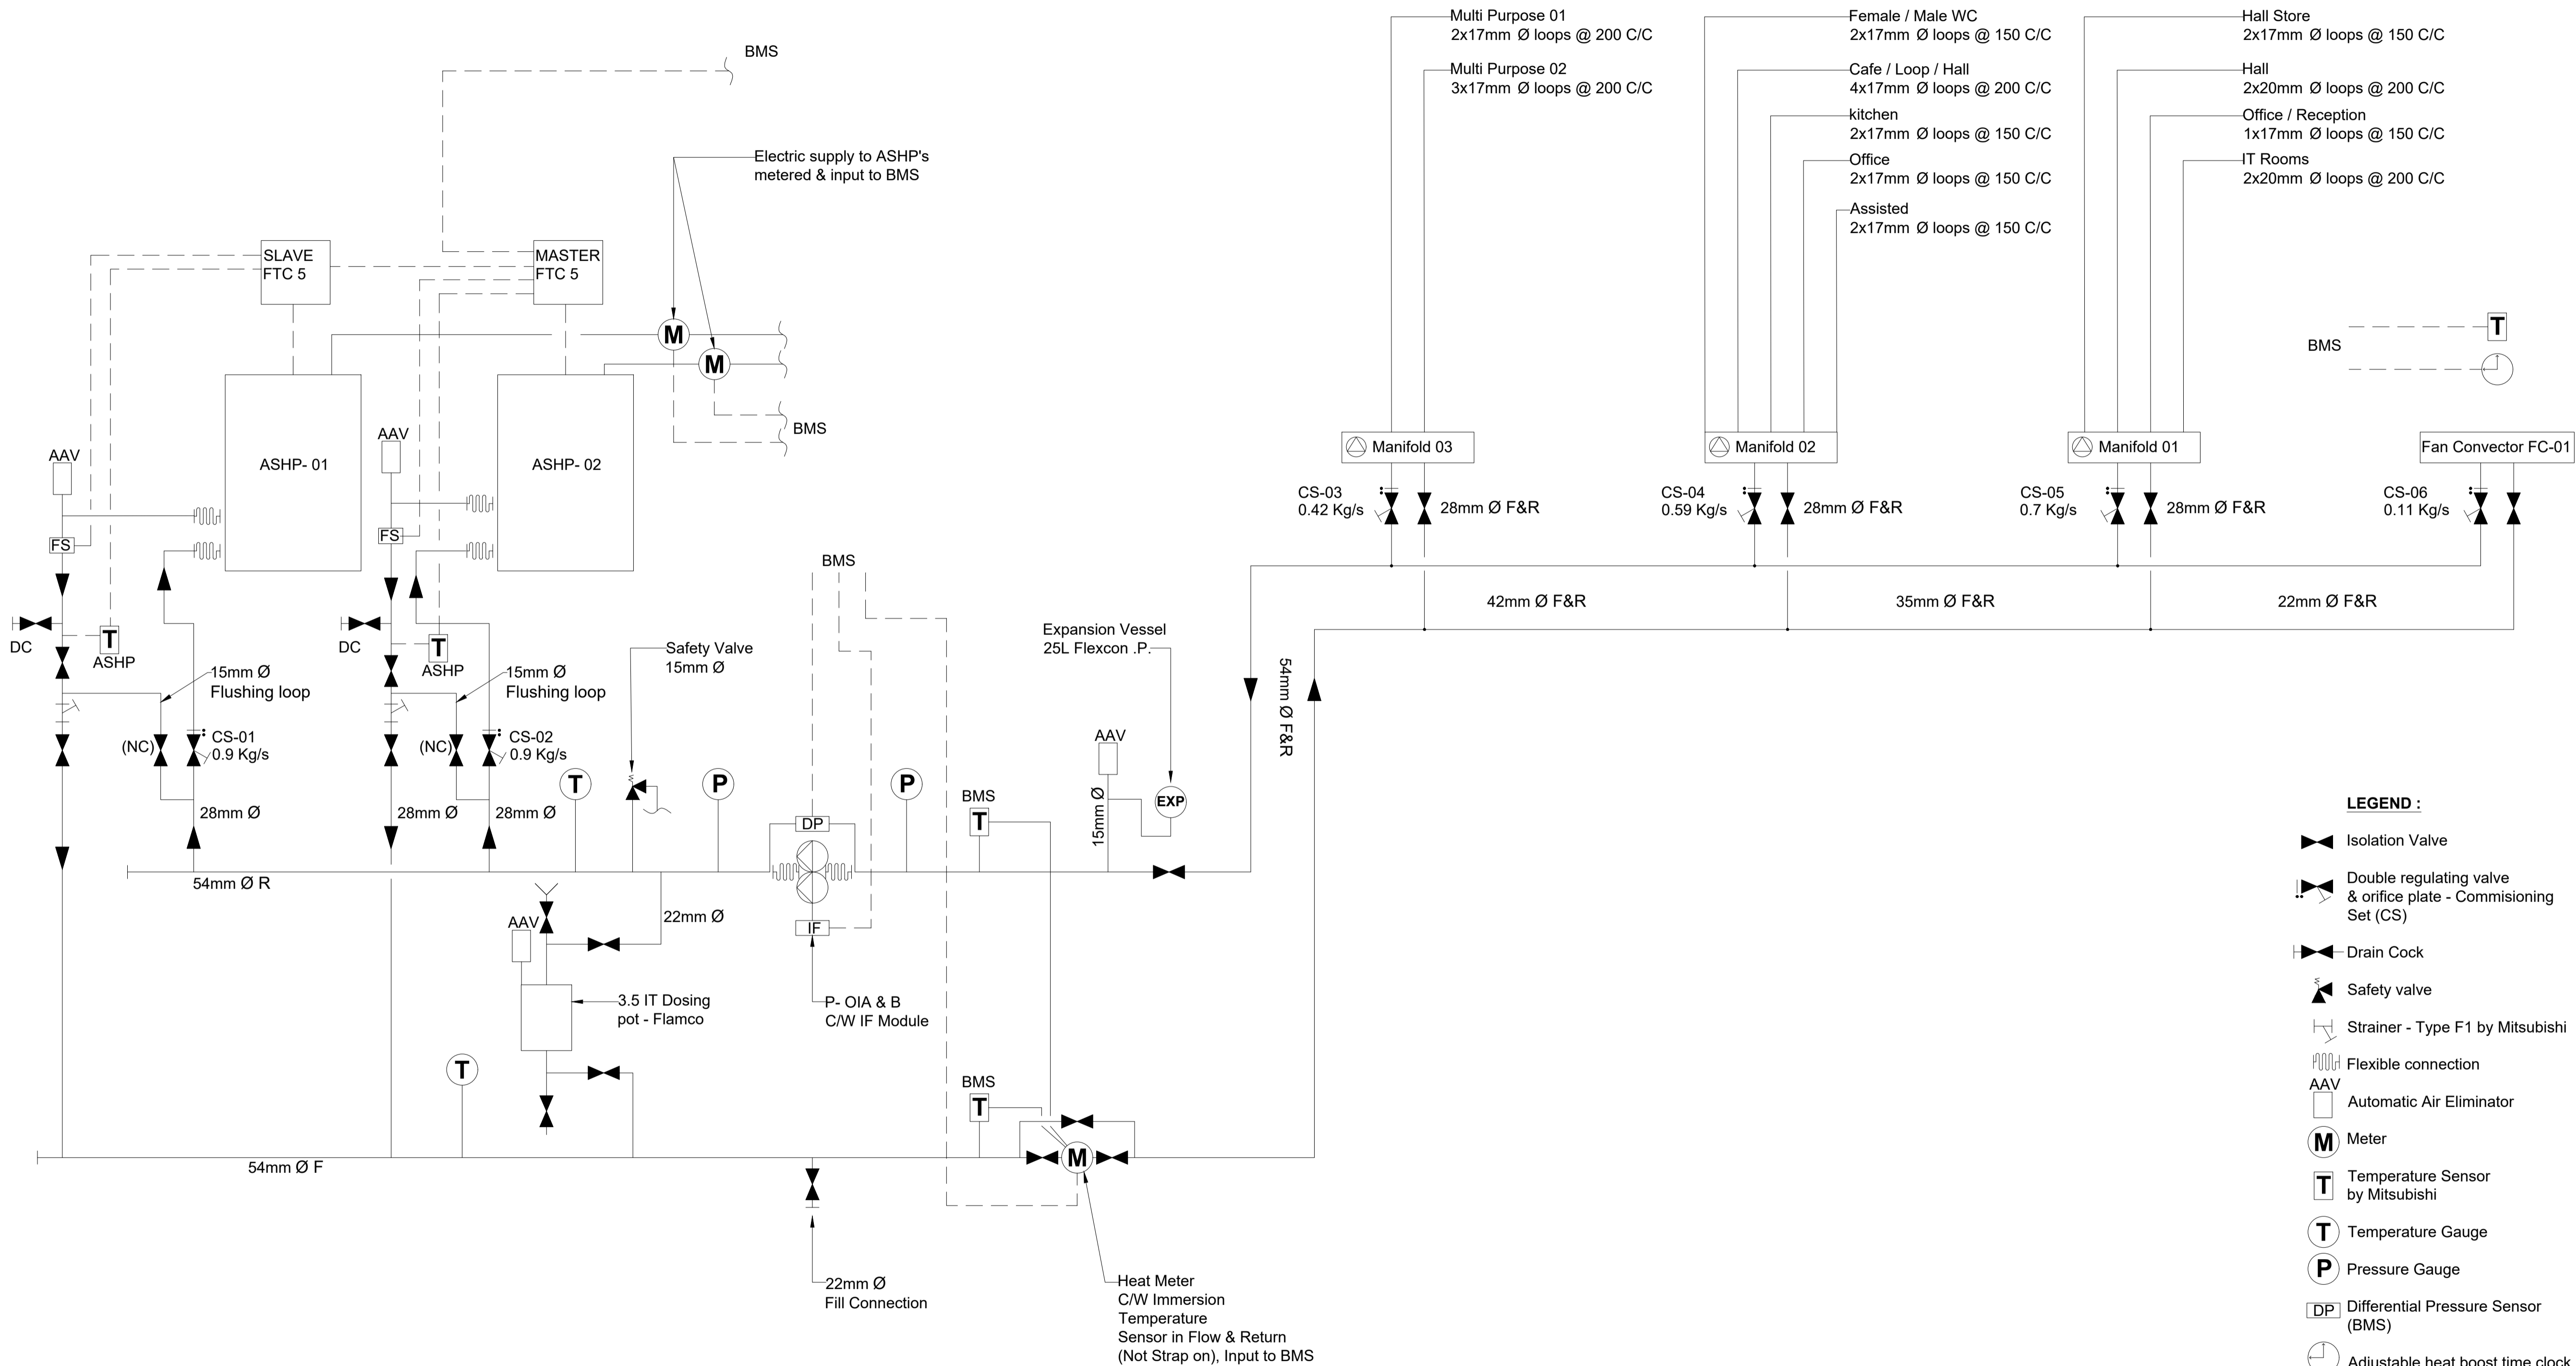 Multi Purpose 01
2x17mm Ø loops @ 200 C/C
Multi Purpose 02
3x17mm Ø loops @ 200 C/C
Female / Male WC
2x17mm Ø loops @ 150 C/C
Cafe / Loop / Hall
4x17mm Ø loops @ 200 C/C
kitchen
2x17mm Ø loops @ 150 C/C
Office
2x17mm Ø loops @ 150 C/C
Assisted
2x17mm Ø loops @ 150 C/C
Hall Store
2x17mm Ø loops @ 150 C/C
Hall
2x20mm Ø loops @ 200 C/C
Office / Reception
1x17mm Ø loops @ 150 C/C
IT Rooms
2x20mm Ø loops @ 200 C/C
BMS
Electric supply to ASHP's
metered & input to BMS
SLAVE
FTC 5
MASTER
FTC 5
M
M
BMS
T
BMS
AAV
AAV
ASHP- 01
ASHP- 02
FS
FS
DC
T
ASHP
DC
T
ASHP
15mm Ø
Flushing loop
15mm Ø
Flushing loop
(NC)
CS-01
0.9 Kg/s
(NC)
CS-02
0.9 Kg/s
28mm Ø
28mm Ø
28mm Ø
54mm Ø R
T
Safety Valve
15mm Ø
P
BMS
DP
IF
P
BMS
T
AAV
15mm Ø
Expansion Vessel
25L Flexcon .P.
EXP
54mm Ø F&R
Manifold 03
Manifold 02
Manifold 01
Fan Convector FC-01
CS-03
0.42 Kg/s
28mm Ø F&R
CS-04
0.59 Kg/s
28mm Ø F&R
CS-05
0.7 Kg/s
28mm Ø F&R
CS-06
0.11 Kg/s
42mm Ø F&R
35mm Ø F&R
22mm Ø F&R
22mm Ø
AAV
3.5 IT Dosing
pot - Flamco
P- OIA & B
C/W IF Module
T
BMS
T
M
54mm Ø F
22mm Ø
Fill Connection
Heat Meter
C/W Immersion
Temperature
Sensor in Flow & Return
(Not Strap on), Input to BMS
LEGEND :
Isolation Valve
Double regulating valve
& orifice plate - Commisioning
Set (CS)
Drain Cock
Safety valve
Strainer - Type F1 by Mitsubishi
Flexible connection
AAV
Automatic Air Eliminator
M
Meter
T
Temperature Sensor
by Mitsubishi
T
Temperature Gauge
P
Pressure Gauge
DP
Differential Pressure Sensor
(BMS)
Adjustable heat boost time clock